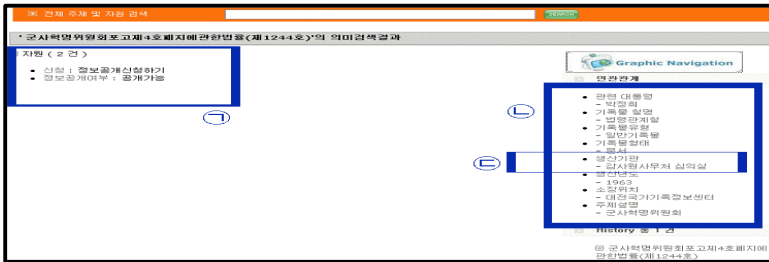 전체 주제 및 자원 검색
SEARCH
'군사혁명위원회포고제4호폐지에관한법률(제1244호)'의 의미검색결과
자원 ( 2 건 )
신청 : 정보공개신청하기
정보공개여부 : 공개가능
㉠
Graphic Navigation
연관관계
㉡
관련 대통령
- 박정희
기록물 설명
- 법령관계철
기록물유형
- 일반기록물
기록물형태
- 문서
㉢
생산기관
- 감사원사무처 심의실
생산년도
- 1963
소장위치
- 대전국가기록정보센터
주제설명
- 군사혁명위원회
History 총 1 건
군사혁명위원회포고제4호폐지에
관한법률(제1244호)